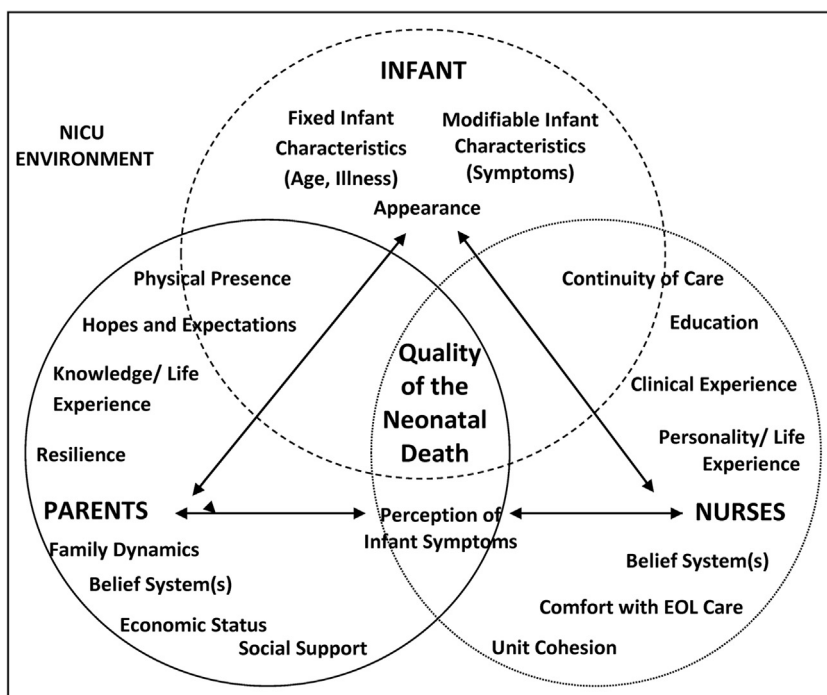 INFANT
NICU
ENVIRONMENT
Fixed Infant
Characteristics
(Age, Illness)
Modifiable Infant
Characteristics
(Symptoms)
Appearance
Physical Presence
Hopes and Expectations
Knowledge/ Life
Experience
Resilience
PARENTS
Family Dynamics
Belief System(s)
Economic Status
Social Support
Quality
of the
Neonatal
Death
Perception of
Infant Symptoms
Continuity of Care
Education
Clinical Experience
Personality/ Life
Experience
NURSES
Belief System(s)
Comfort with EOL Care
Unit Cohesion